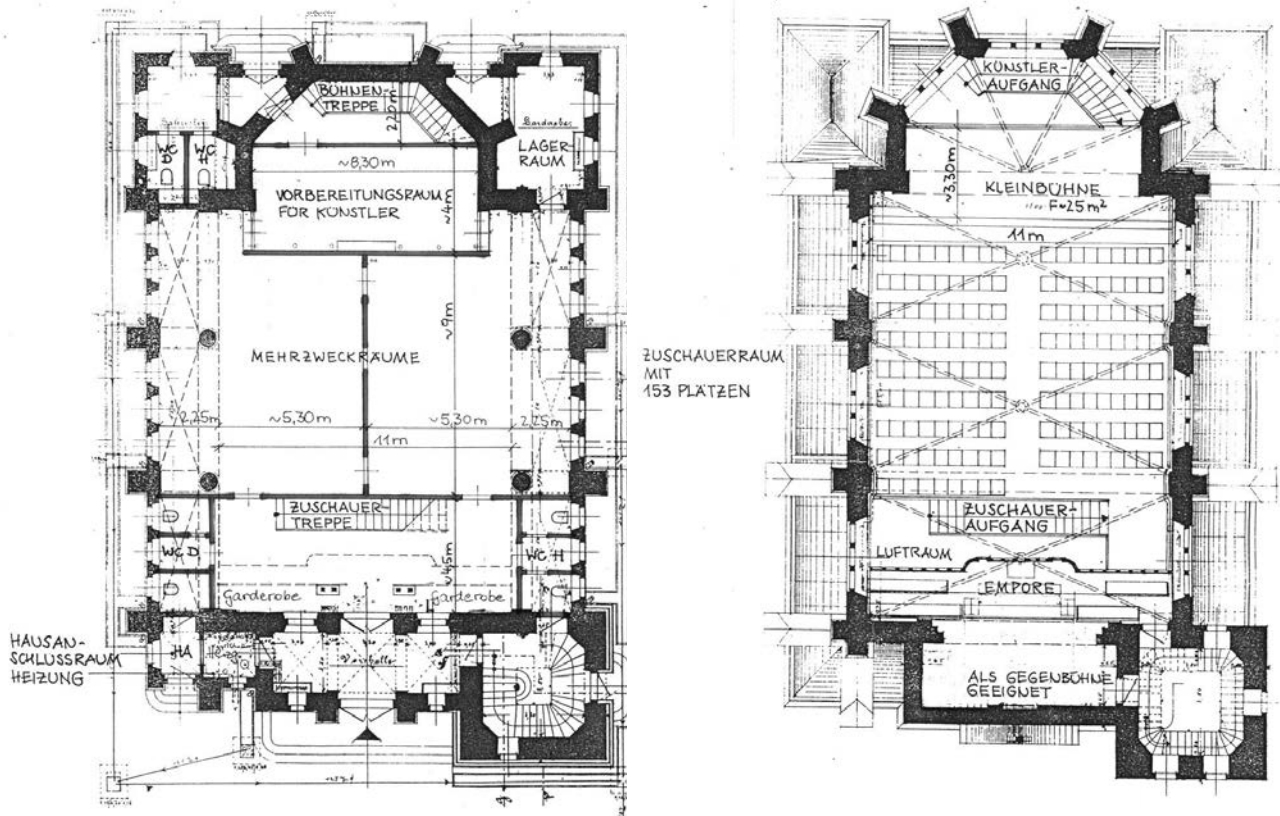 BÜHNEN-
TREPPE
2,20m
WC
D
WC
H
Garderobe
LAGER-
RAUM
~8,30m
VORBEREITUNGSRAUM
FÜR KÜNSTLER
~4m
~9m
MEHRZWECKRÄUME
2,25m
~5,30m
~5,30m
2,25m
11m
ZUSCHAUER-
TREPPE
WC D
WC H
~4,5m
Garderobe
Garderobe
HAUSAN-
SCHLUSSRAUM
HEIZUNG
HA
Vorhalle
KÜNSTLER-
AUFGANG
~3,30m
KLEINBÜHNE
F~25m²
11m
ZUSCHAUERRAUM
MIT
153 PLÄTZEN
ZUSCHAUER-
AUFGANG
LUFTRAUM
EMPORE
ALS GEGENBÜHNE
GEEIGNET